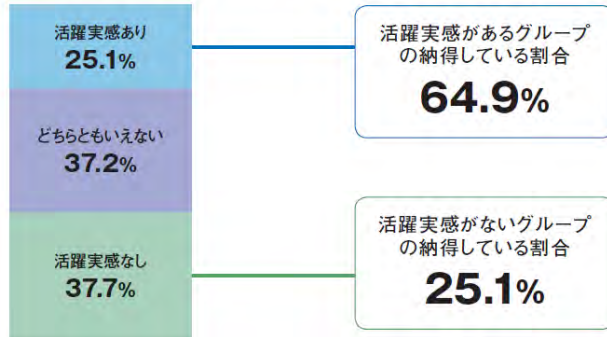 活躍実感あり
25.1%
どちらともいえない
37.2%
活躍実感なし
37.7%
活躍実感があるグループ
の納得している割合
64.9%
活躍実感がないグループ
の納得している割合
25.1%